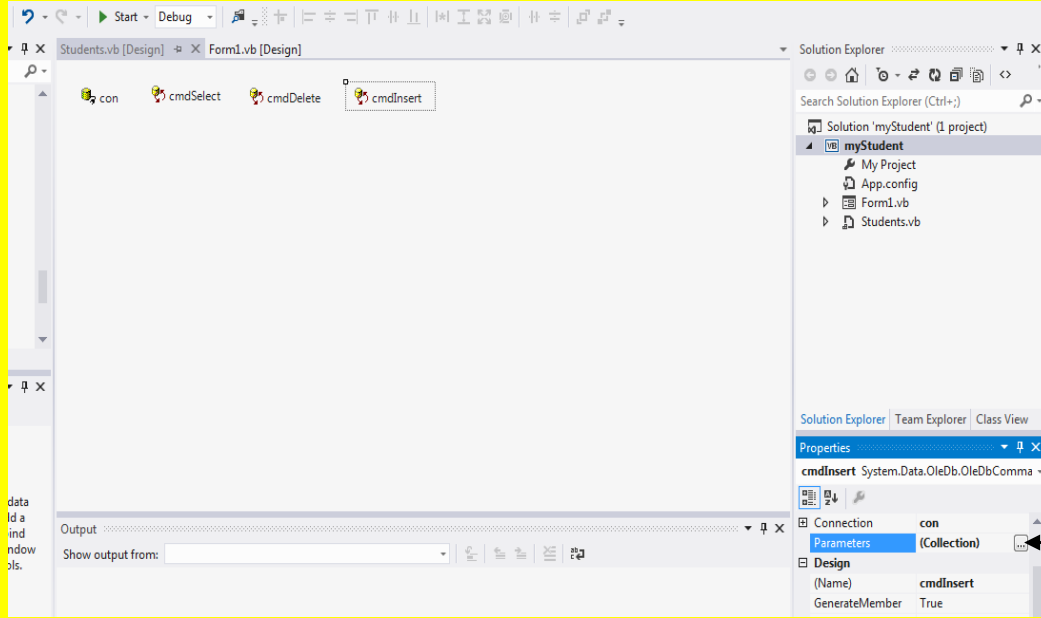 Start
Debug
Students.vb [Design]
Form1.vb [Design]
con
cmdSelect
cmdDelete
cmdInsert
data
ld a
ind
ndow
ols.
Output
Show output from:
Solution Explorer
Search Solution Explorer (Ctrl+;)
Solution 'myStudent' (1 project)
VB myStudent
My Project
App.config
Form1.vb
Students.vb
Solution Explorer Team Explorer Class View
Properties
cmdInsert System.Data.OleDb.OleDbComma
Connection con
Parameters (Collection) ...
Design
(Name) cmdInsert
GenerateMember True